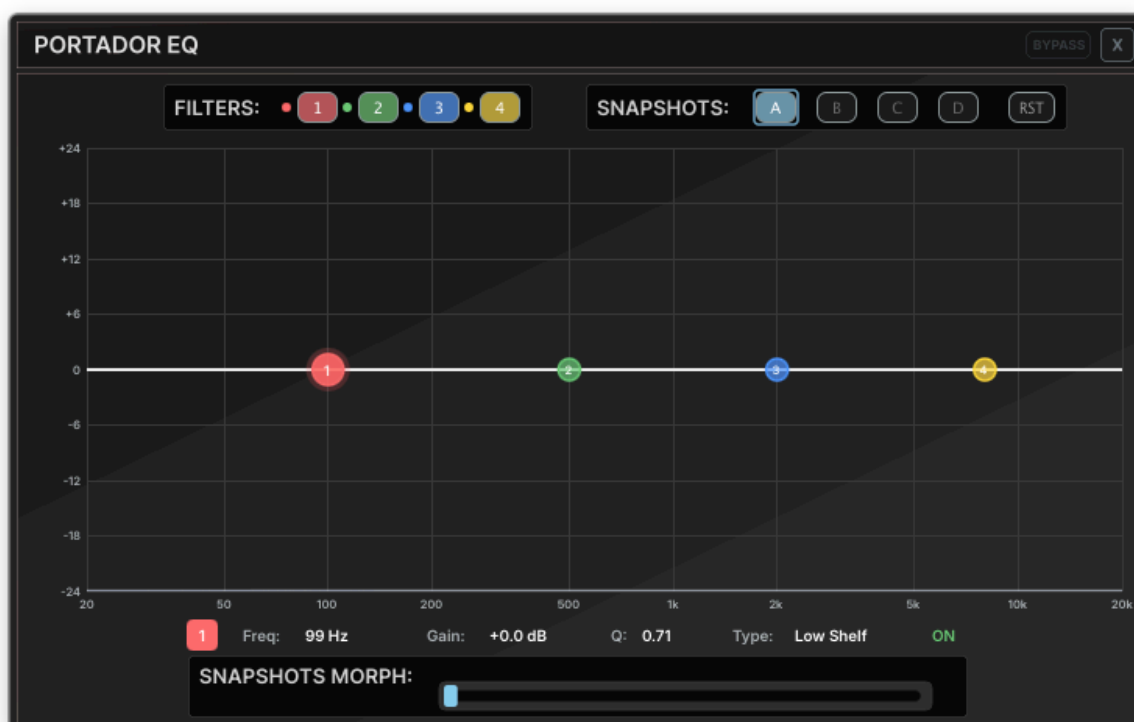 PORTADOR EQ BYPASS X
FILTERS: 1 2 3 4 SNAPSHOTS: A B C D RST
+24
+18
+12
+6
0 1 2 3 4
-6
-12
-18
-24
20 50 100 200 500 1k 2k 5k 10k 20k
1 Freq: 99 Hz Gain: +0.0 dB Q: 0.71 Type: Low Shelf ON
SNAPSHOTS MORPH: